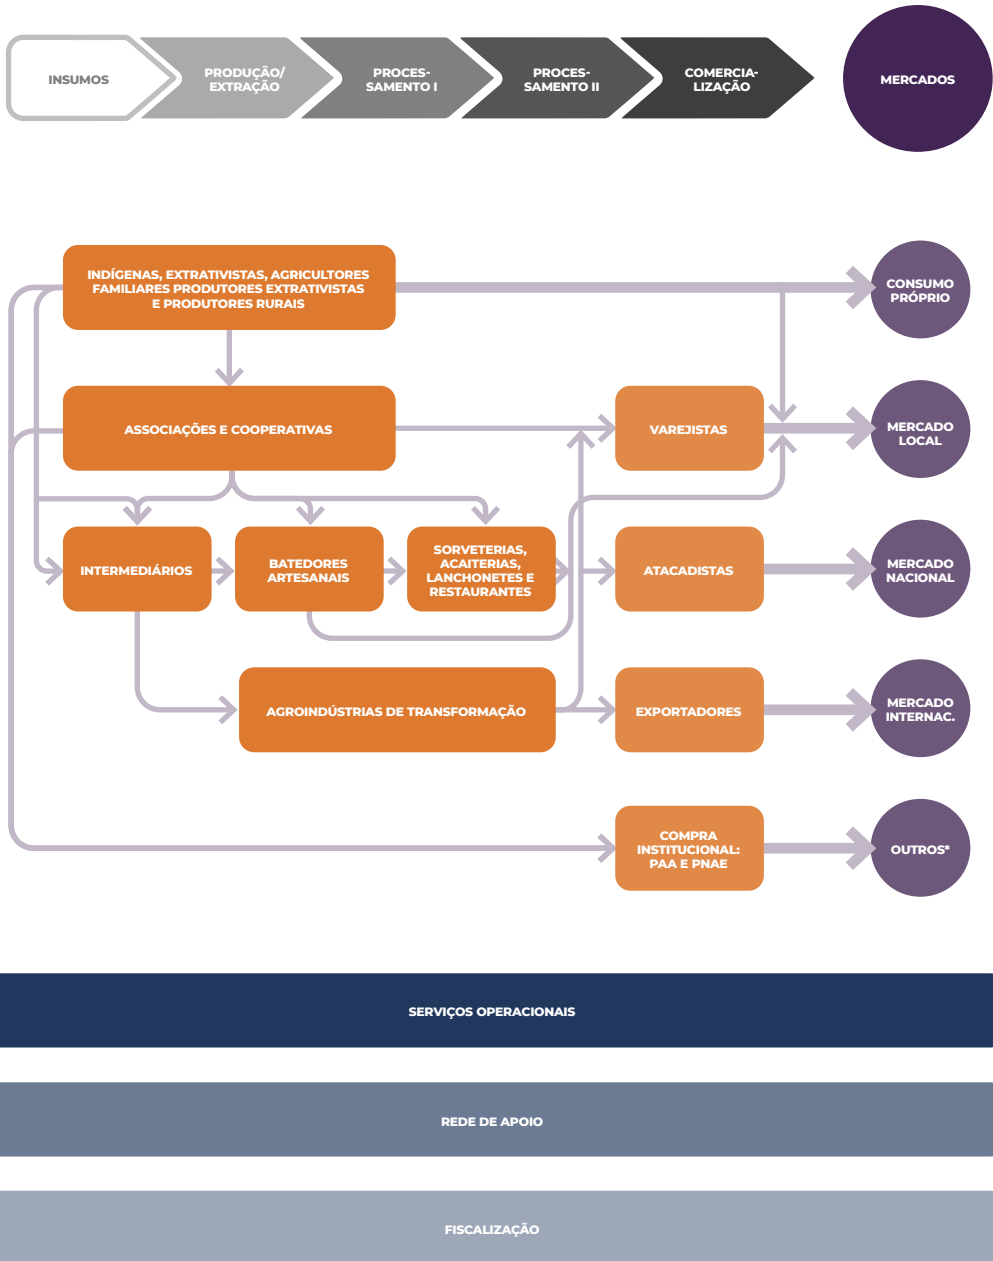 INSUMOS
PRODUÇÃO/
EXTRAÇÃO
PROCES-
SAMENTO I
PROCES-
SAMENTO II
COMERCIA-
LIZAÇÃO
MERCADOS
INDÍGENAS, EXTRATIVISTAS, AGRICULTORES
FAMILIARES PRODUTORES EXTRATIVISTAS
E PRODUTORES RURAIS
CONSUMO
PRÓPRIO
ASSOCIAÇÕES E COOPERATIVAS
VAREJISTAS
MERCADO
LOCAL
INTERMEDIÁRIOS
BATEDORES
ARTESANAIS
SORVETERIAS,
ACAITERIAS,
LANCHONETES E
RESTAURANTES
ATACADISTAS
MERCADO
NACIONAL
AGROINDÚSTRIAS DE TRANSFORMAÇÃO
EXPORTADORES
MERCADO
INTERNAC.
COMPRA
INSTITUCIONAL:
PAA E PNAE
OUTROS*
SERVIÇOS OPERACIONAIS
REDE DE APOIO
FISCALIZAÇÃO